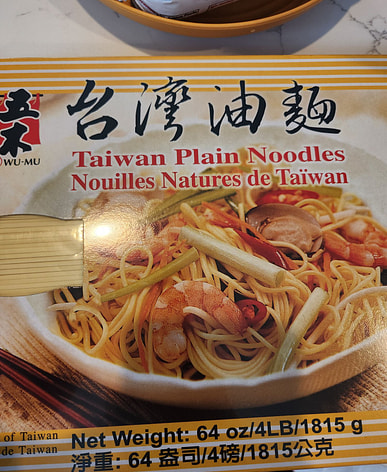 五木
WU-MU
台灣油麵
Taiwan Plain Noodles
Nouilles Natures de Taïwan
of Taiwan
de Taiwan
Net Weight: 64 oz/4LB/1815 g
淨重: 64 盎司/4磅/1815公克